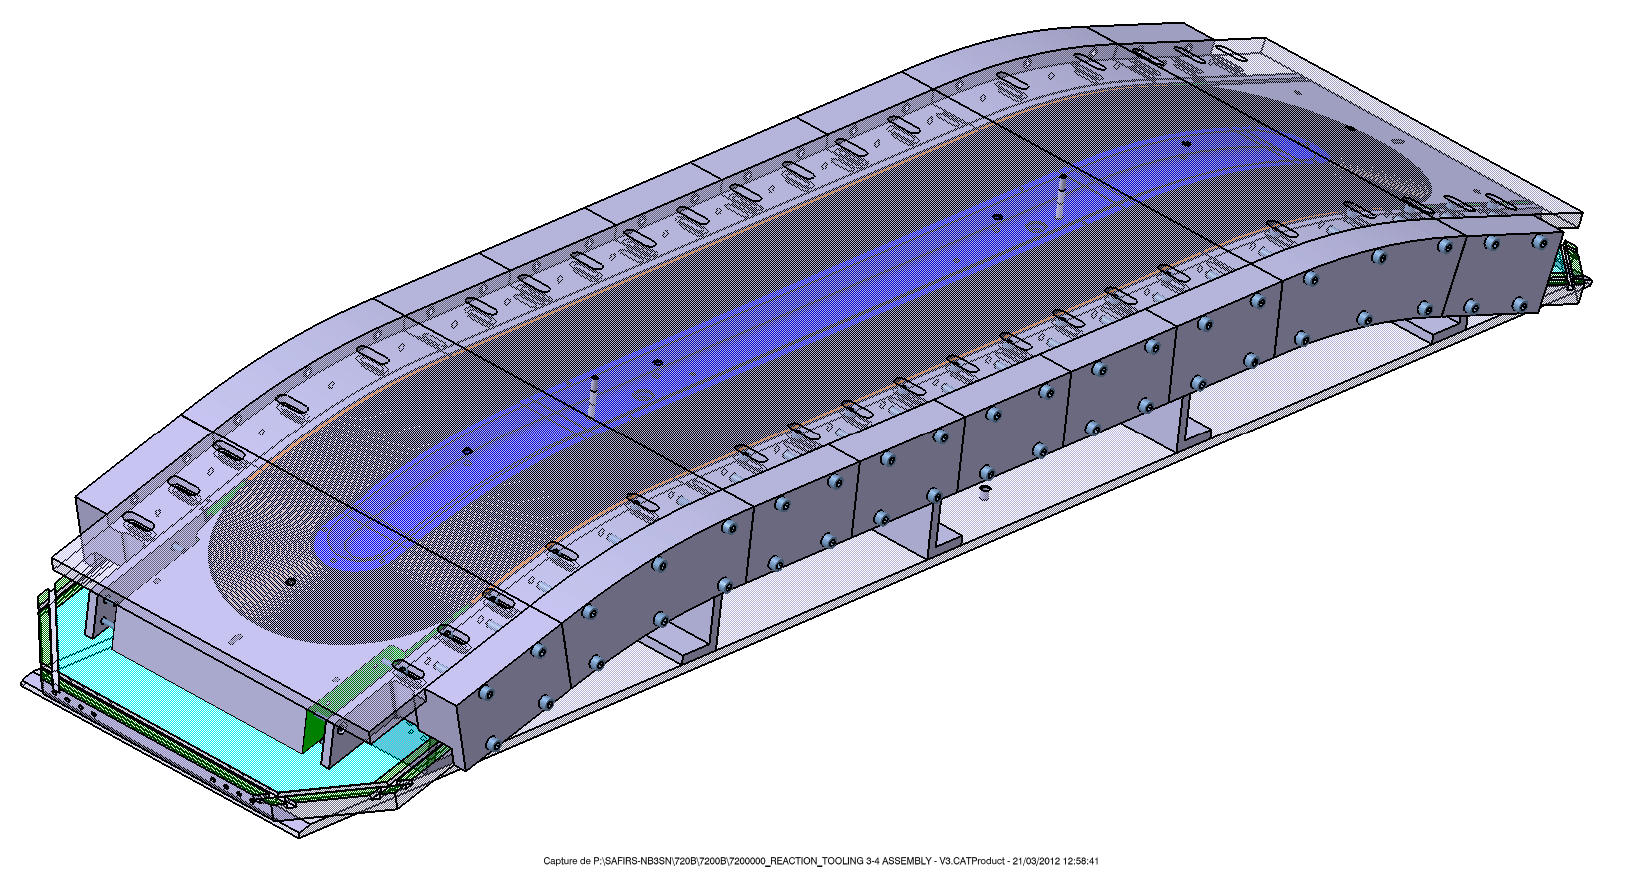 Capture de P:\SAFIRS-NB3SN\720B\7200B\7200000_REACTION_TOOLING 3-4 ASSEMBLY - V3.CATProduct - 21/03/2012 12:58:41